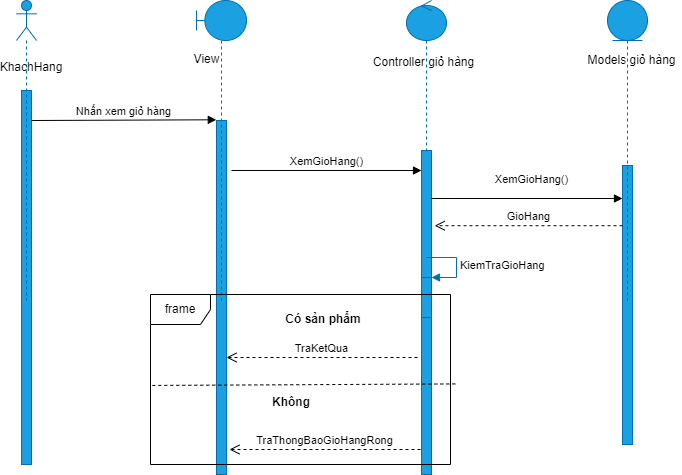 KhachHang
View
Controller giỏ hàng
Models giỏ hàng
Nhấn xem giỏ hàng
XemGioHang()
XemGioHang()
GioHang
KiemTraGioHang
frame
Có sản phẩm
TraKetQua
Không
TraThongBaoGioHangRong